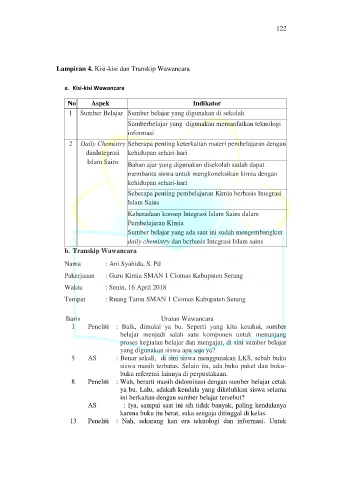 122
Lampiran 4. Kisi-kisi dan Transkip Wawancara
a. Kisi-kisi Wawancara
No Aspek Indikator
1 Sumber Belajar Sumber belajar yang digunakan di sekolah
Sumberbelajar yang digunakan memanfatkan teknologi
informasi
2 Daily Chemistry Seberapa penting keterkaitan materi pembelajaran dengan
danIntegrasi kehidupan sehari-hari
Islam Sains Bahan ajar yang digunakan disekolah sudah dapat
membantu siswa untuk mengkoneksikan kimia dengan
kehidupan sehari-hari
Seberapa penting pembelajaran Kimia berbasis Integrasi
Islam Sains
Keberadaan konsep Integrasi Islam Sains dalam
Pembelajaran Kimia
Sumber belajar yang ada saat ini sudah mengembangkan
daily chemistry dan berbasis Integrasi Islam sains
b. Transkip Wawancara
Nama : Ani Syahida, S. Pd
Pekerjaaan : Guru Kimia SMAN 1 Ciomas Kabupaten Serang
Waktu : Senin, 16 April 2018
Tempat : Ruang Tamu SMAN 1 Ciomas Kabupaten Serang
Baris Uraian Wawancara
1 Peneliti : Baik, dimulai ya bu. Seperti yang kita ketahui, sumber
belajar menjadi salah satu komponen untuk menunjang
proses kegiatan belajar dan mengajar, di sini sumber belajar
yang digunakan siswa apa saja ya?
5 AS : Benar sekali, di sini siswa menggunakan LKS, sebab buku
siswa masih terbatas. Selain itu, ada buku paket dan buku-
buku referensi lainnya di perpustakaan.
8 Peneliti : Wah, berarti masih didominasi dengan sumber belajar cetak
ya bu. Lalu, adakah kendala yang dikeluhkan siswa selama
ini berkaitan dengan sumber belajar tersebut?
AS : Iya, sampai saat ini sih tidak banyak, paling kendalanya
karena buku itu berat, suka sengaja ditinggal di kelas.
13 Peneliti : Nah, sekarang kan era teknologi dan informasi. Untuk